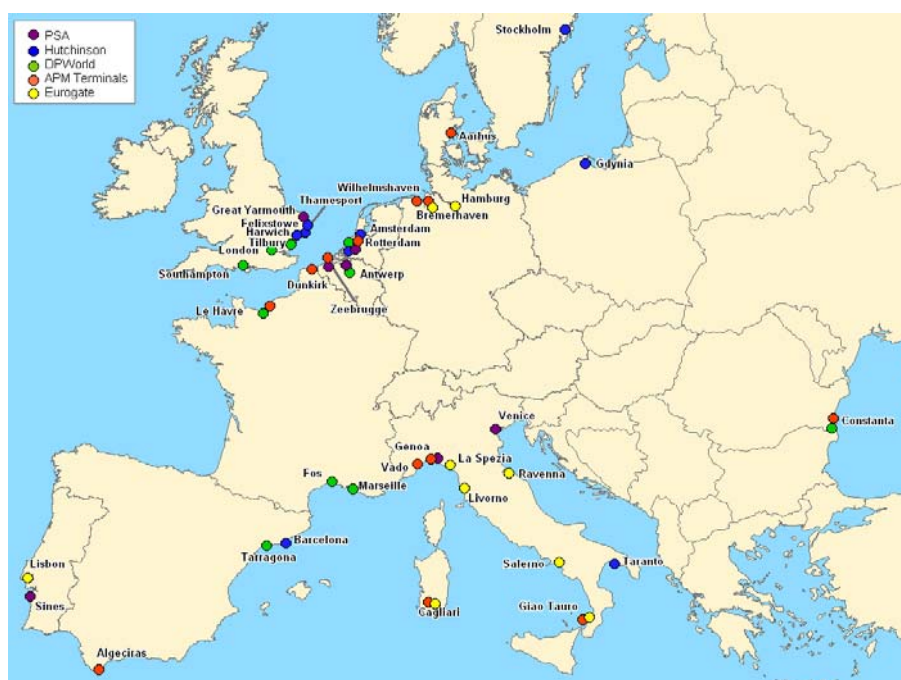 PSA
Hutchinson
DPWorld
APM Terminals
Eurogate
Stockholm
Aarhus
Gdynia
Wilhelmshaven
Hamburg
Thamesport
Bremerhaven
Great Yarmouth
Felixstowe
Amsterdam
Harwich
Rotterdam
Tilbury
London
Southampton
Antwerp
Dunkirk
Zeebrugge
Le Havre
Venice
Constanta
Genoa
La Spezia
Vado
Ravenna
Fos
Marseille
Livorno
Barcelona
Tarragona
Lisbon
Salerno
Taranto
Sines
Cagliari
Giao Tauro
Algeciras